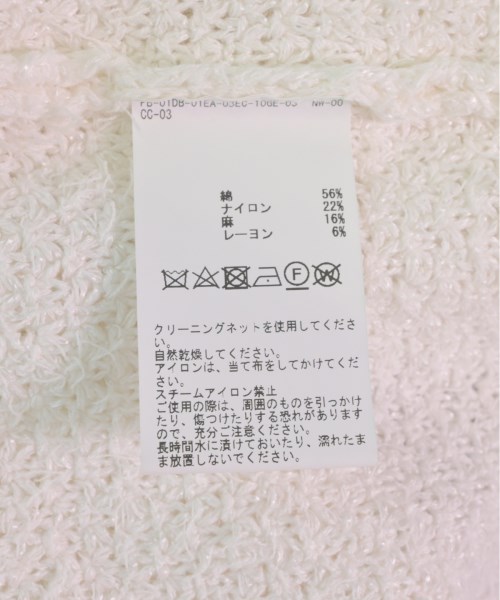 CC-03
綿 56%
ナイロン 22%
麻 16%
レーヨン 6%
F W
クリーニングネットを使用してくださ
い。
自然乾燥してください。
アイロンは、当て布をしてかけてくだ
さい。
スチームアイロン禁止
ご使用の際は、周囲のものを引っかけ
たり、傷つけたりする恐れがあります
ので、充分ご注意ください。
長時間水に漬けておいたり、濡れたま
ま放置しないでください。